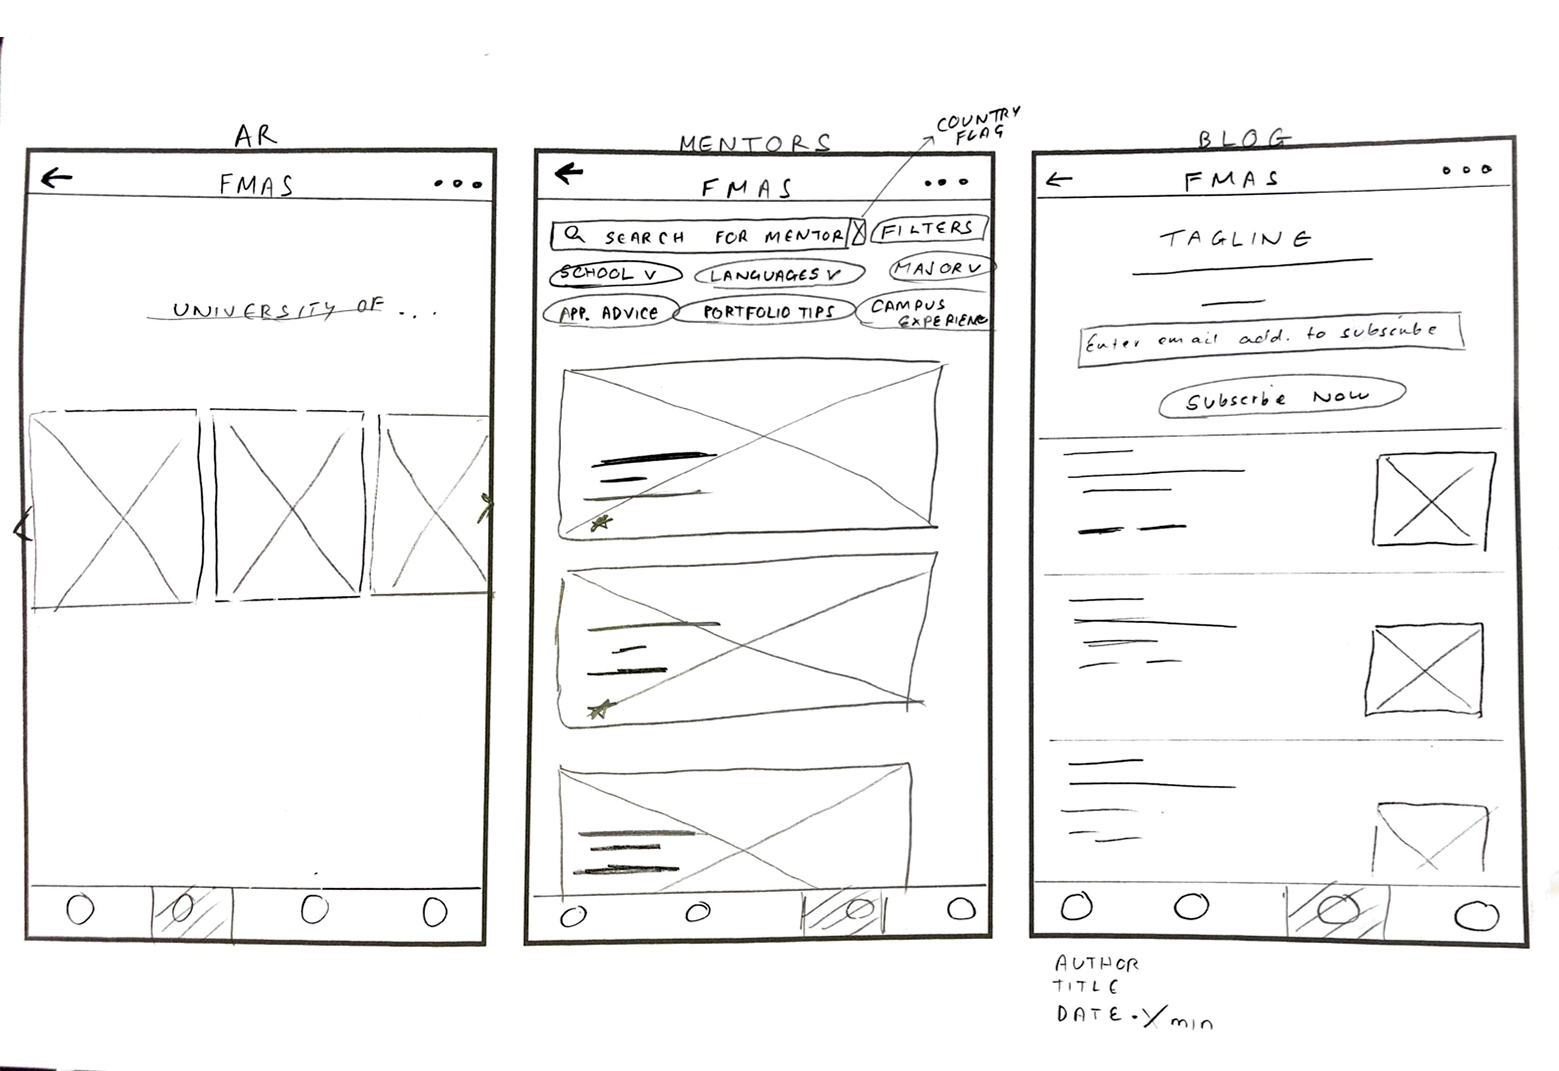 AR
FMAS
UNIVERSITY OF ...
MENTORS
COUNTRY
FLAG
FMAS
SEARCH FOR MENTOR
FILTERS
SCHOOL V
LANGUAGES V
MAJOR V
APP. ADVICE
PORTFOLIO TIPS
CAMPUS
EXPERIENC
BLOG
FMAS
TAGLINE
Enter email add. to subscribe
Subscribe Now
AUTHOR
TITLE
DATE • Y min